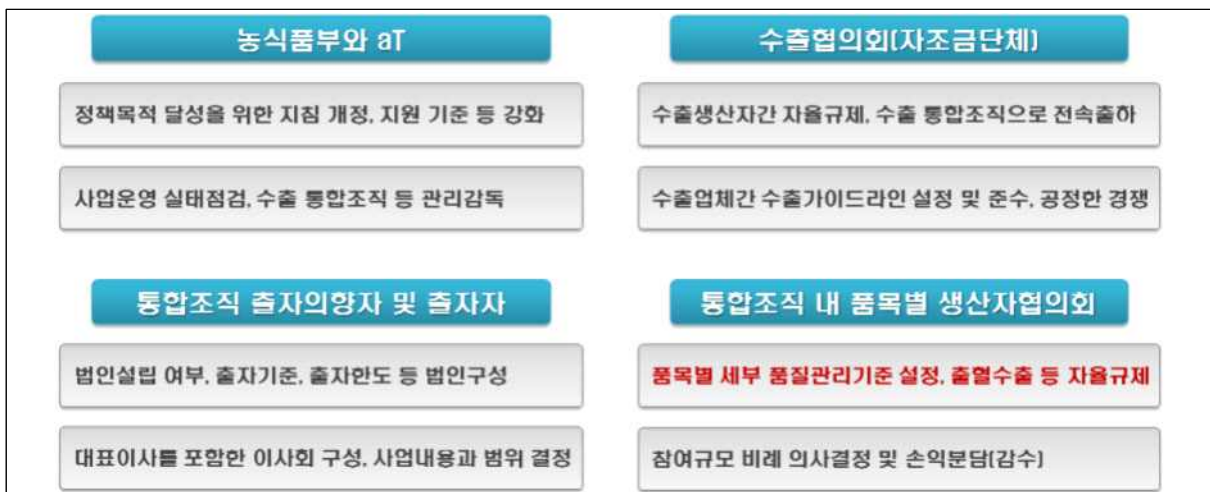 농식품부와 aT
정책목적 달성을 위한 지침 개정, 지원 기준 등 강화
사업운영 실태점검, 수출 통합조직 등 관리감독
수출협의회(자조금단체)
수출생산자간 자율규제, 수출 통합조직으로 전속출하
수출업체간 수출가이드라인 설정 및 준수, 공정한 경쟁
통합조직 출자의향자 및 출자자
법인설립 여부, 출자기준, 출자한도 등 법인구성
대표이사를 포함한 이사회 구성, 사업내용과 범위 결정
통합조직 내 품목별 생산자협의회
품목별 세부 품질관리기준 설정, 출혈수출 등 자율규제
참여규모 비례 의사결정 및 손익분담(감수)